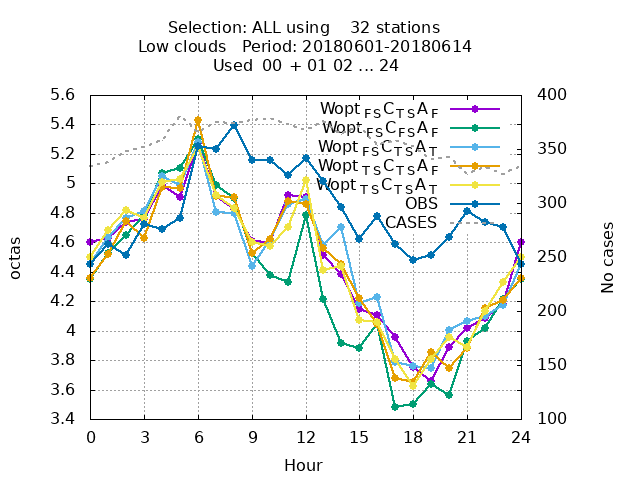 Selection: ALL using 32 stations
Low clouds Period: 20180601-20180614
Used 00 + 01 02 ... 24
5.6
5.4
5.2
5
4.8
4.6
4.4
4.2
4
3.8
3.6
3.4
octas
400
350
300
250
200
150
100
No cases
Wopt FS C TS A F
Wopt FS C FS A F
Wopt FS C TS A T
Wopt TS C TS A F
Wopt TS C TS A T
OBS
CASES
0 3 6 9 12 15 18 21 24
Hour